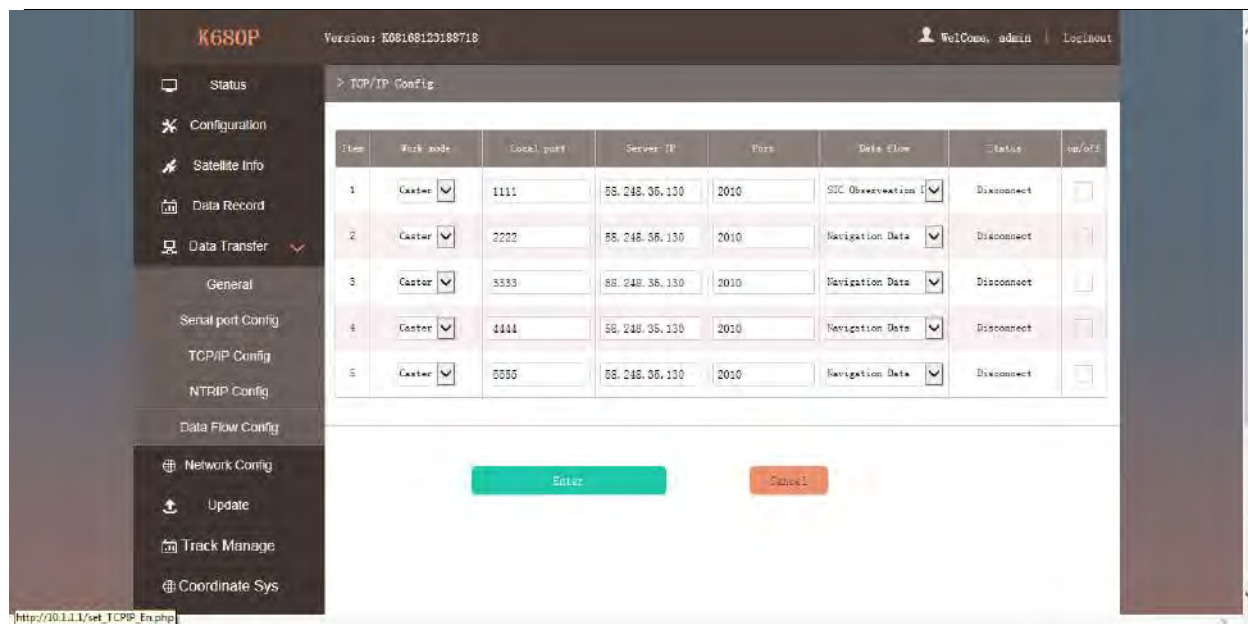 K680P
Version: K68168123188718
WelCome, admin | Loginout
Status
Configuration
Satellite Info
Data Record
Data Transfer
General
Serial port Config
TCP/IP Config
NTRIP Config
Data Flow Config
Network Config
Update
Track Manage
Coordinate Sys
> TCP/IP Config
Item Work mode Local port Server IP Port Data flow Status on/off
1 Caster 1111 58.248.35.130 2010 SIC Observeation Disconnect
2 Caster 2222 58.248.35.130 2010 Navigation Data Disconnect
3 Caster 3333 58.248.35.130 2010 Navigation Data Disconnect
4 Caster 4444 58.248.35.130 2010 Navigation Data Disconnect
5 Caster 5555 58.248.35.130 2010 Navigation Data Disconnect
Enter Cancel
http://10.1.1.1/set_TCPIP_En.php